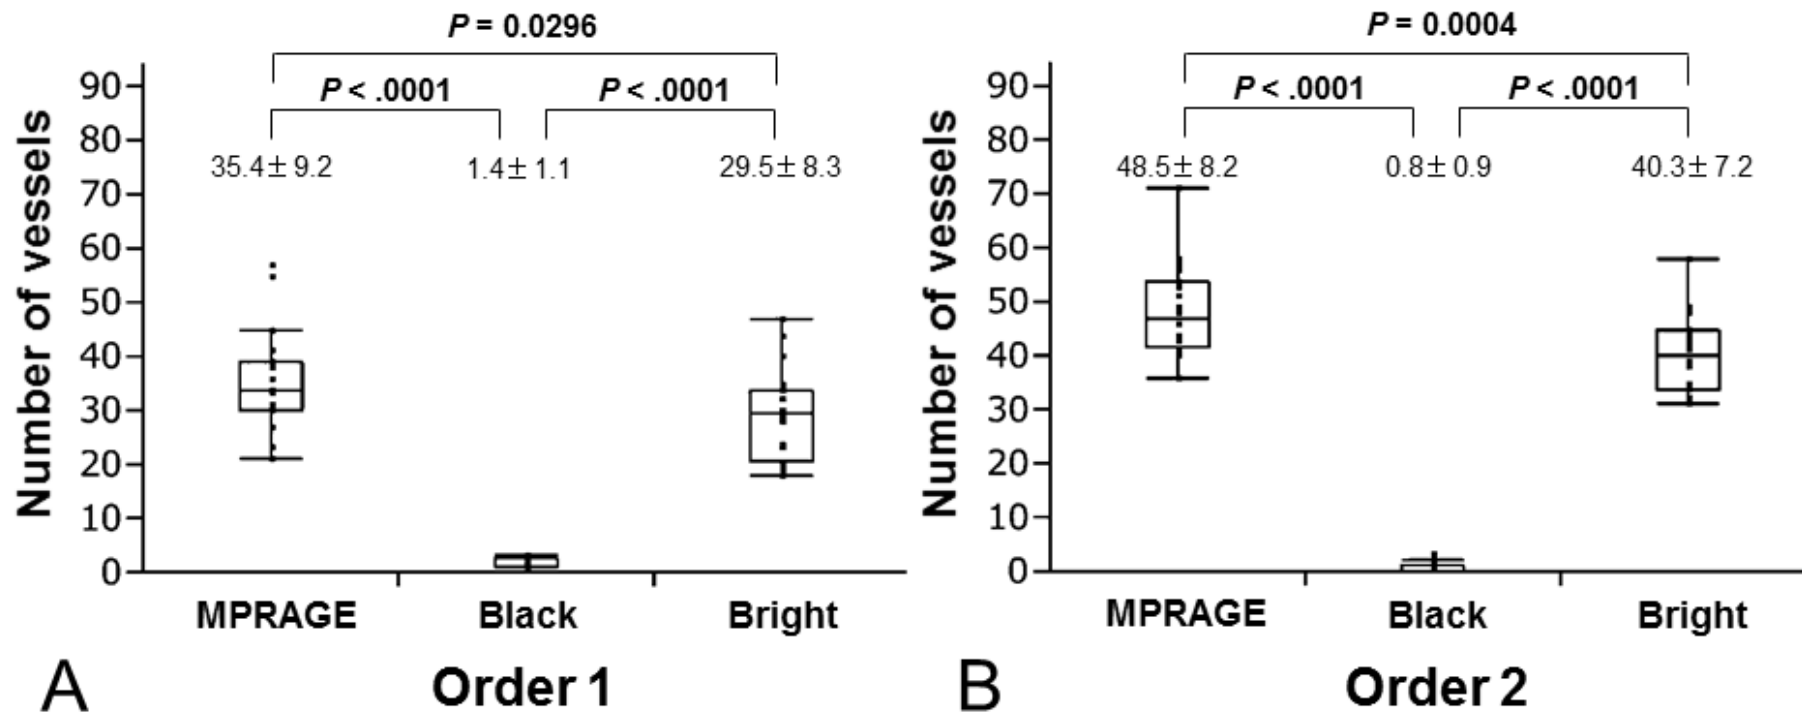 P = 0.0296
P < .0001 P < .0001
35.4± 9.2 1.4± 1.1 29.5± 8.3
90
80
70
60
50
40
30
20
10
0
Number of vessels
MPRAGE Black Bright
A Order 1
P = 0.0004
P < .0001 P < .0001
48.5± 8.2 0.8± 0.9 40.3± 7.2
90
80
70
60
50
40
30
20
10
0
Number of vessels
MPRAGE Black Bright
B Order 2